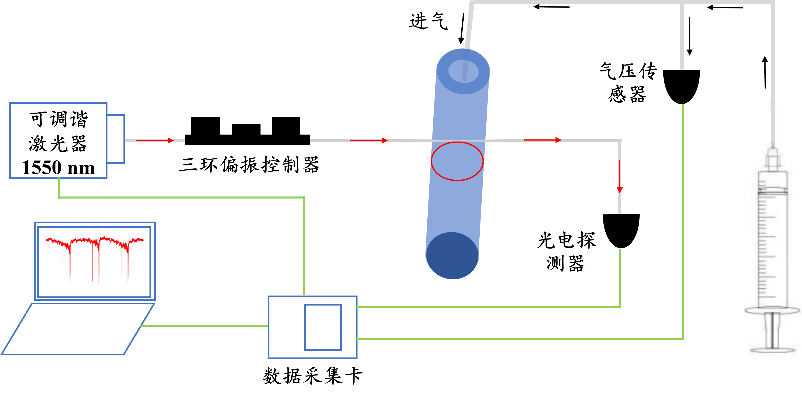 进气
气压传
感器
可调谐
激光器
1550 nm
三环偏振控制器
光电探
测器
数据采集卡